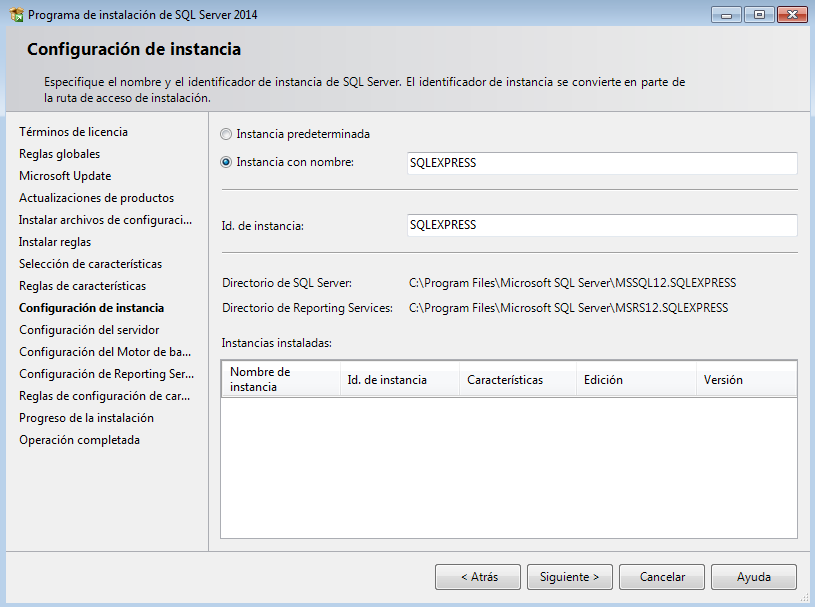 Programa de instalación de SQL Server 2014
Configuración de instancia
Especifique el nombre y el identificador de instancia de SQL Server. El identificador de instancia se convierte en parte de
la ruta de acceso de instalación.
Términos de licencia
Reglas globales
Microsoft Update
Actualizaciones de productos
Instalar archivos de configuraci...
Instalar reglas
Selección de características
Reglas de características
Configuración de instancia
Configuración del servidor
Configuración del Motor de ba...
Configuración de Reporting Ser...
Reglas de configuración de car...
Progreso de la instalación
Operación completada
Instancia predeterminada
Instancia con nombre: SQLEXPRESS
Id. de instancia: SQLEXPRESS
Directorio de SQL Server: C:\Program Files\Microsoft SQL Server\MSSQL12.SQLEXPRESS
Directorio de Reporting Services: C:\Program Files\Microsoft SQL Server\MSRS12.SQLEXPRESS
Instancias instaladas:
Nombre de
instancia
Id. de instancia
Características
Edición
Versión
< Atrás
Siguiente >
Cancelar
Ayuda